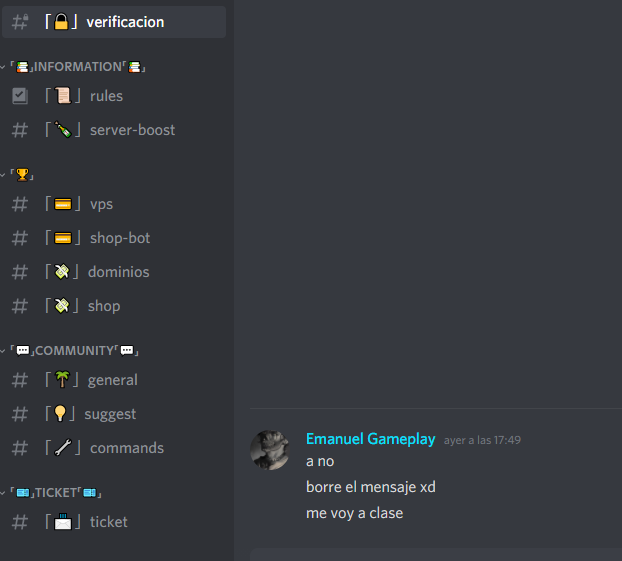 「🔒」 verificacion
「📚」INFORMATION「📚」
「📜」 rules
「🍾」 server-boost
「🏆」
「💳」 vps
「💳」 shop-bot
「💸」 dominios
「💸」 shop
「💬」COMMUNITY「💬」
「🌴」 general
「💡」 suggest
「🔧」 commands
「🎟️」TICKET「🎟️」
「📩」 ticket
Emanuel Gameplay ayer a las 17:49
a no
borre el mensaje xd
me voy a clase